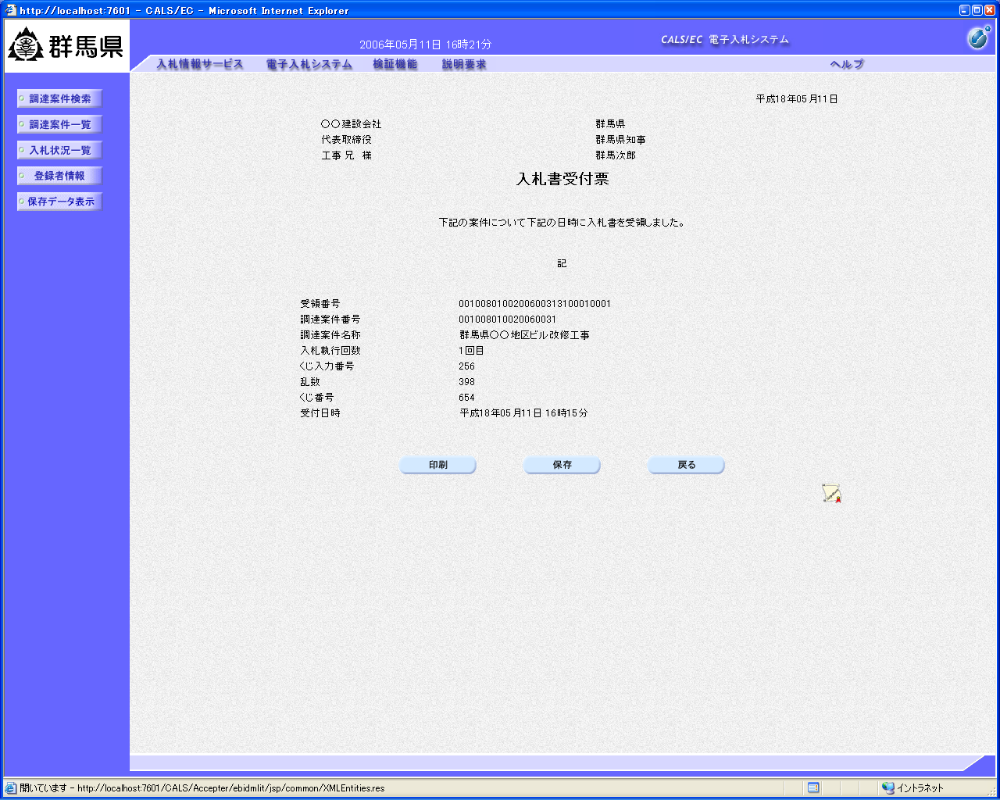 http://localhost:7601 - CALS/EC - Microsoft Internet Explorer
群馬県
2006年05月11日 16時21分
CALS/EC 電子入札システム
入札情報サービス 電子入札システム 検証機能 説明要求 ヘルプ
調達案件検索
調達案件一覧
入札状況一覧
登録者情報
保存データ表示
平成18年05月11日
〇〇建設会社
代表取締役
工事 兄 様
群馬県
群馬県知事
群馬次郎
入札書受付票
下記の案件について下記の日時に入札書を受領しました。
記
受領番号 0010080100200600313100010001
調達案件番号 001008010020060031
調達案件名称 群馬県〇〇地区ビル改修工事
入札執行回数 1回目
くじ入力番号 256
乱数 398
くじ番号 654
受付日時 平成18年05月11日 16時15分
印刷 保存 戻る
開いています - http://localhost:7601/CALS/Accepter/ebidmlit/jsp/common/XMLEntities.res
イントラネット